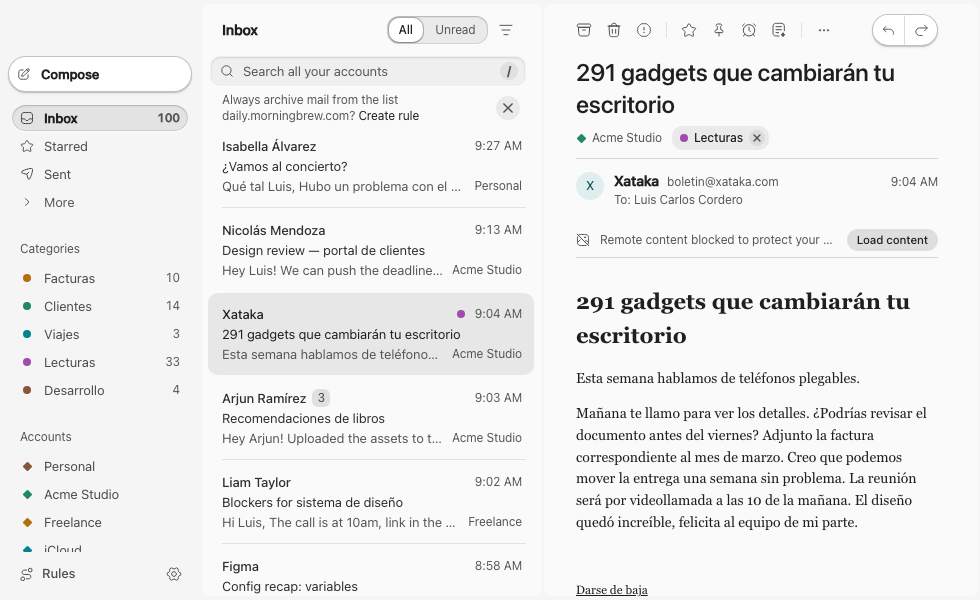 Compose
Inbox 100
Starred
Sent
More
Categories
Facturas 10
Clientes 14
Viajes 3
Lecturas 33
Desarrollo 4
Accounts
Personal
Acme Studio
Freelance
iCloud
Rules
Inbox
All Unread
Search all your accounts /
Always archive mail from the list
daily.morningbrew.com? Create rule
Isabella Álvarez 9:27 AM
¿Vamos al concierto?
Qué tal Luis, Hubo un problema con el ... Personal
Nicolás Mendoza 9:13 AM
Design review — portal de clientes
Hey Luis! We can push the deadline... Acme Studio
Xataka 9:04 AM
291 gadgets que cambiarán tu escritorio
Esta semana hablamos de teléfono... Acme Studio
Arjun Ramírez 3 9:03 AM
Recomendaciones de libros
Hey Arjun! Uploaded the assets to t... Acme Studio
Liam Taylor 9:02 AM
Blockers for sistema de diseño
Hi Luis, The call is at 10am, link in the ... Freelance
Figma 8:58 AM
Config recap: variables
291 gadgets que cambiarán tu
escritorio
Acme Studio Lecturas
X Xataka boletin@xataka.com 9:04 AM
To: Luis Carlos Cordero
Remote content blocked to protect your ... Load content
291 gadgets que cambiarán tu
escritorio
Esta semana hablamos de teléfonos plegables.
Mañana te llamo para ver los detalles. ¿Podrías revisar el
documento antes del viernes? Adjunto la factura
correspondiente al mes de marzo. Creo que podemos
mover la entrega una semana sin problema. La reunión
será por videollamada a las 10 de la mañana. El diseño
quedó increíble, felicita al equipo de mi parte.
Darse de baja